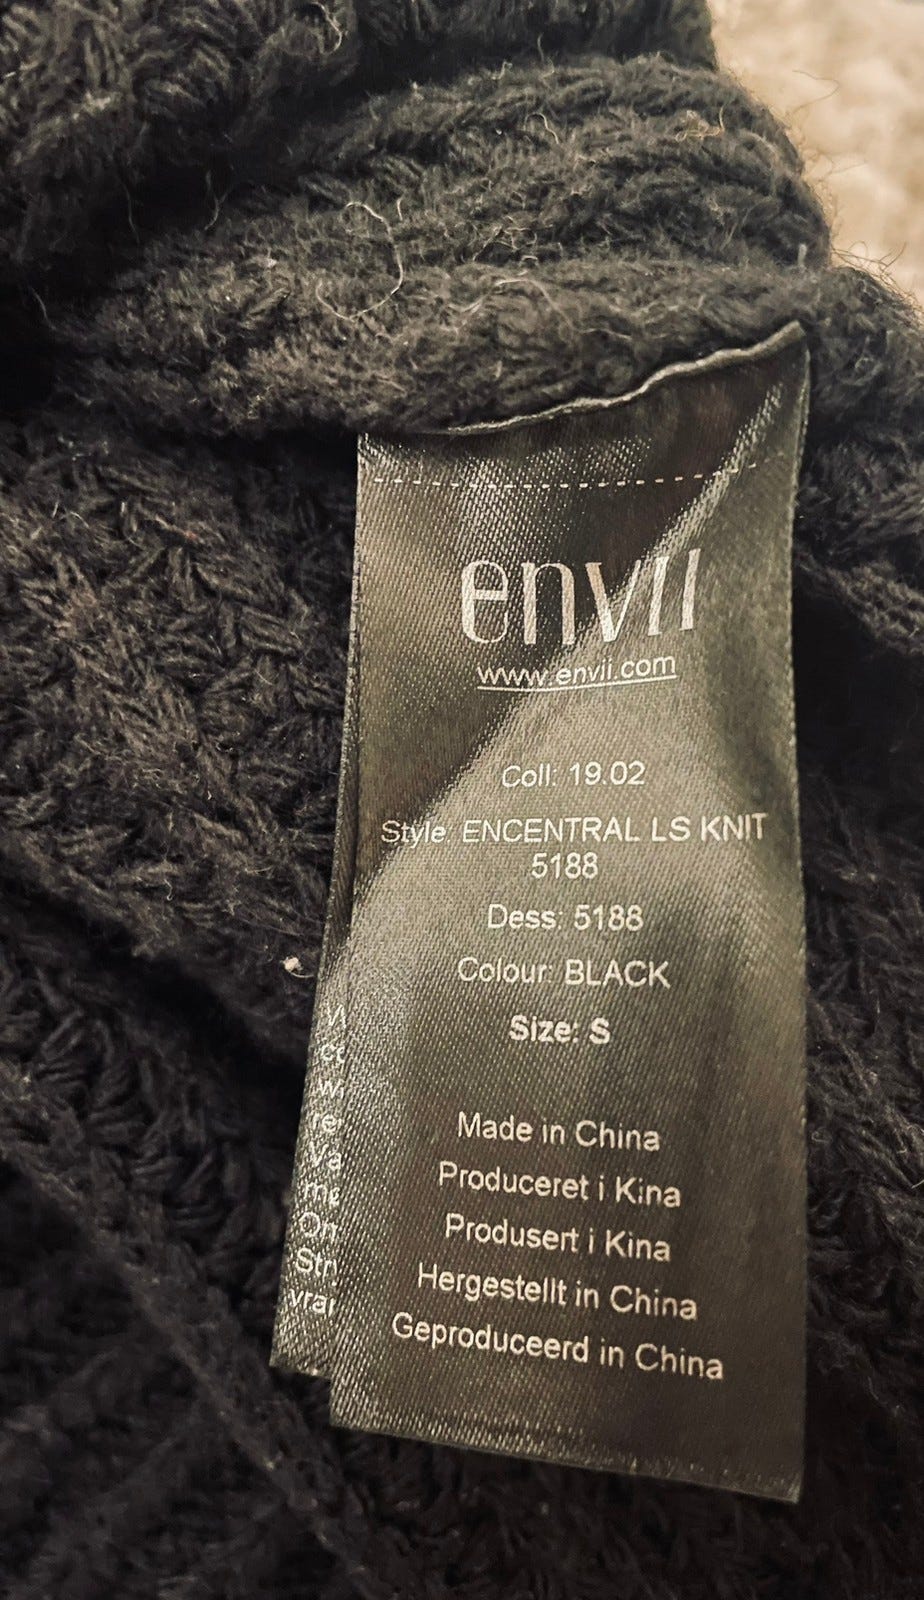 envii
www.envii.com
Coll: 19.02
Style: ENCENTRAL LS KNIT
5188
Dess: 5188
Colour: BLACK
Size: S
Made in China
Produceret i Kina
Produsert i Kina
Hergestellt in China
Geproduceerd in China